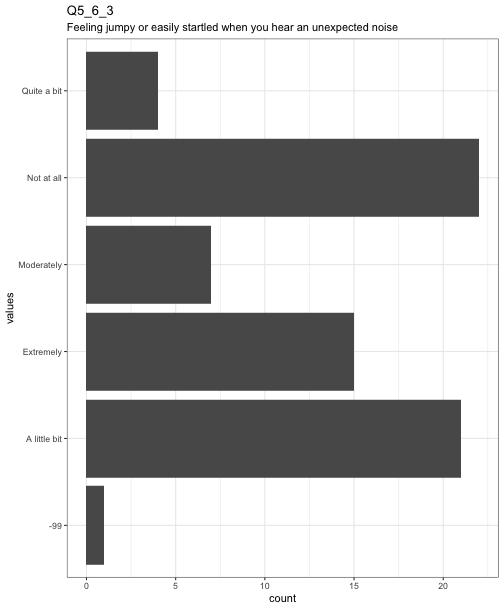 Q5_6_3
Feeling jumpy or easily startled when you hear an unexpected noise
Quite a bit
Not at all
Moderately
Extremely
A little bit
-99
values
0 5 10 15 20
count